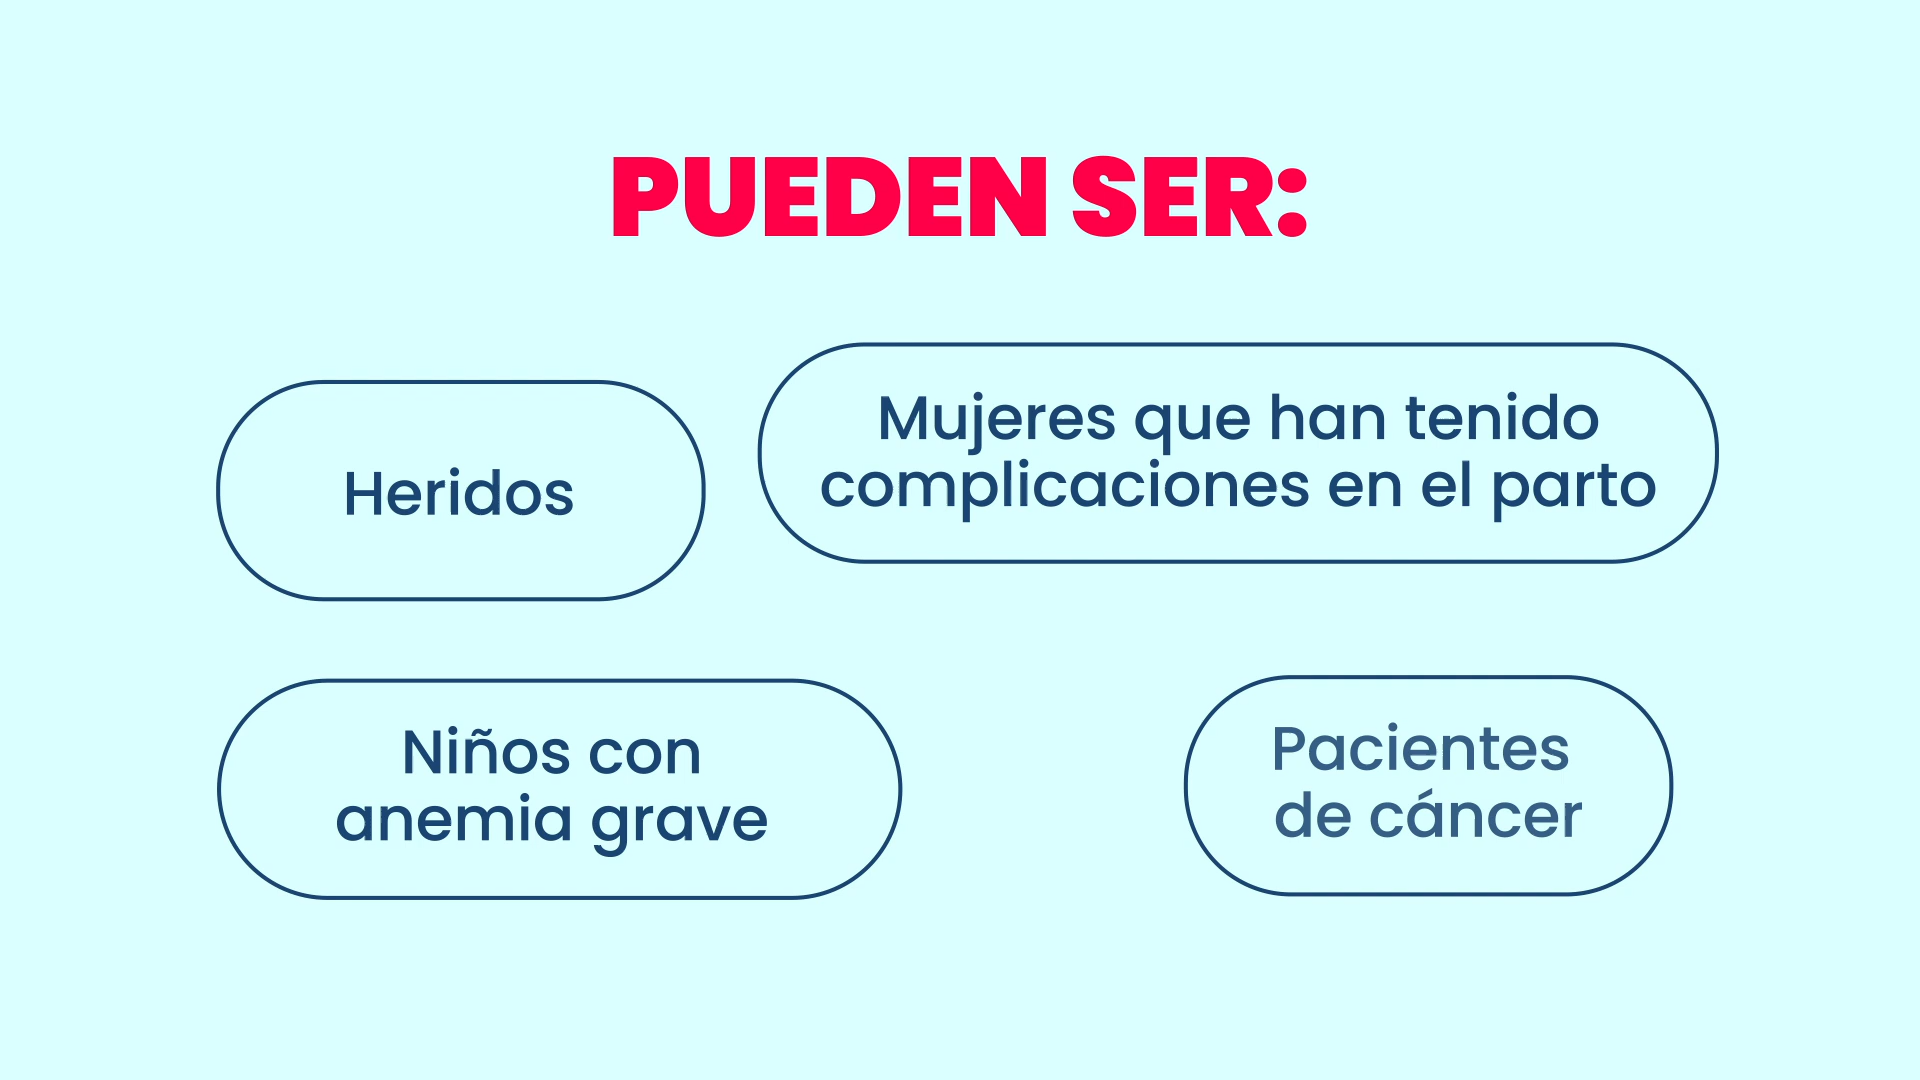 PUEDEN SER:
Heridos
Mujeres que han tenido
complicaciones en el parto
Niños con
anemia grave
Pacientes
de cáncer